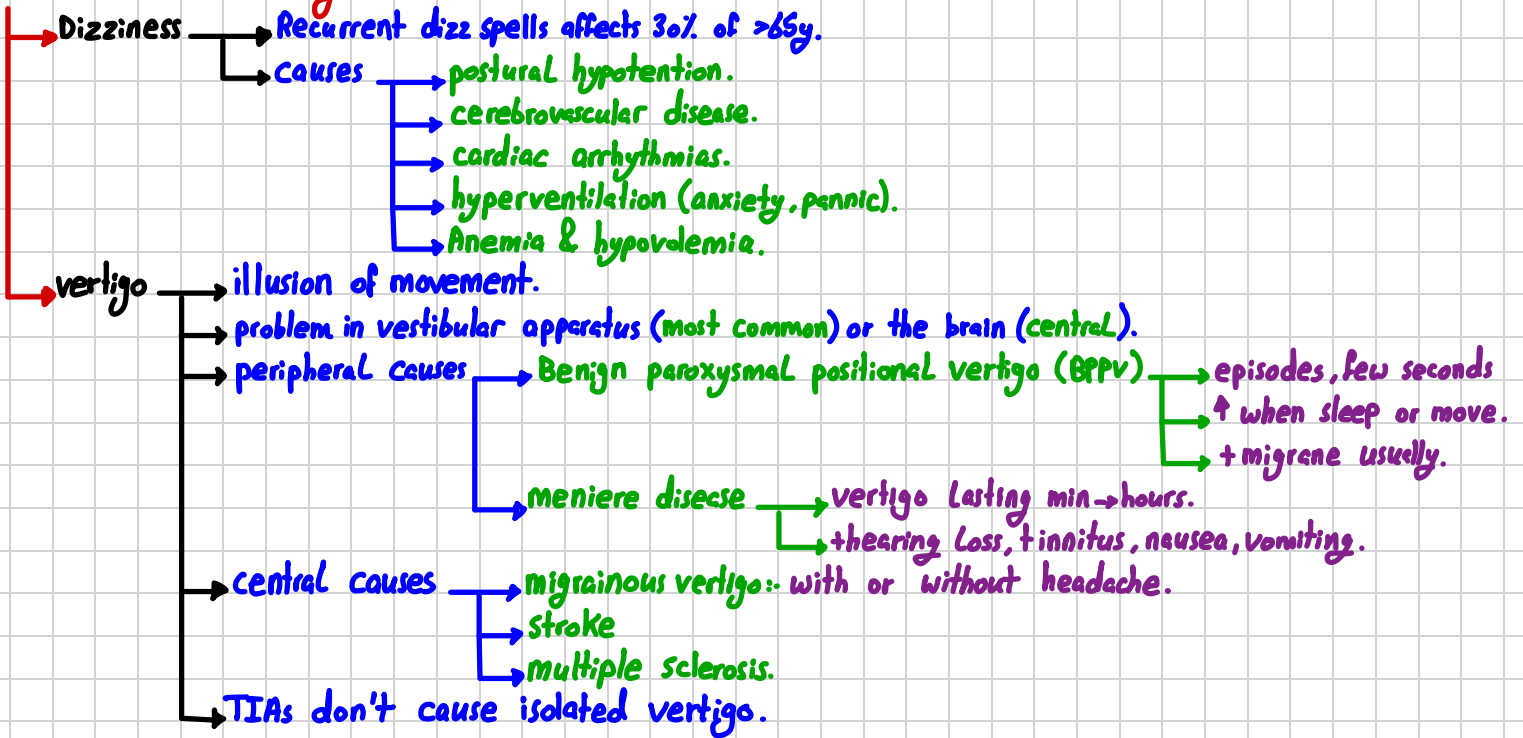 Dizziness → Recurrent dizz spells affects 30% of >65y.
causes → postural hypotention.
cerebrovascular disease.
cardiac arrhythmias.
hyperventilation (anxiety, pannic).
Anemia & hypovolemia.
vertigo → illusion of movement.
problem in vestibular apparatus (most common) or the brain (central).
peripheral causes → Benign paroxysmal positional vertigo (BPPV) → episodes, few seconds
↑ when sleep or move.
+ migrane usually.
meniere disecse → vertigo lasting min → hours.
+hearing loss, tinnitus, nausea, vomiting.
central causes → migrainous vertigo:- with or without headache.
stroke
multiple sclerosis.
TIAs don't cause isolated vertigo.